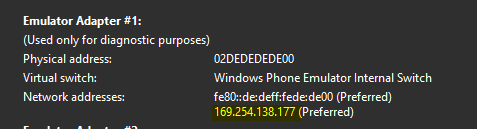 Emulator Adapter #1:
(Used only for diagnostic purposes)
Physical address: 02DEDEDEDE00
Virtual switch: Windows Phone Emulator Internal Switch
Network addresses: fe80::de:deff:fede:de00 (Preferred)
169.254.138.177 (Preferred)